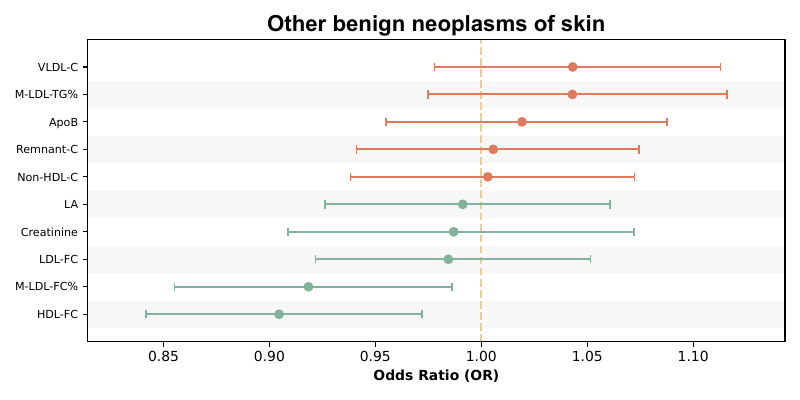 Other benign neoplasms of skin
VLDL-C
M-LDL-TG%
ApoB
Remnant-C
Non-HDL-C
LA
Creatinine
LDL-FC
M-LDL-FC%
HDL-FC
0.85 0.90 0.95 1.00 1.05 1.10
Odds Ratio (OR)